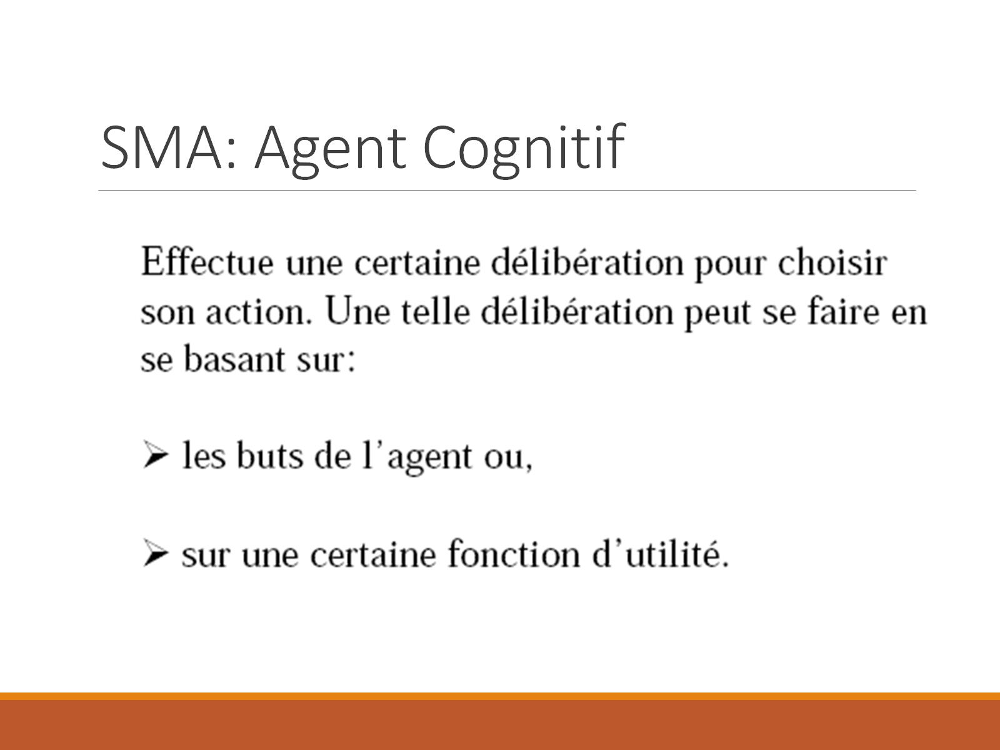 SMA: Agent Cognitif
Effectue une certaine délibération pour choisir
son action. Une telle délibération peut se faire en
se basant sur:
➢ les buts de l’agent ou,
➢ sur une certaine fonction d’utilité.